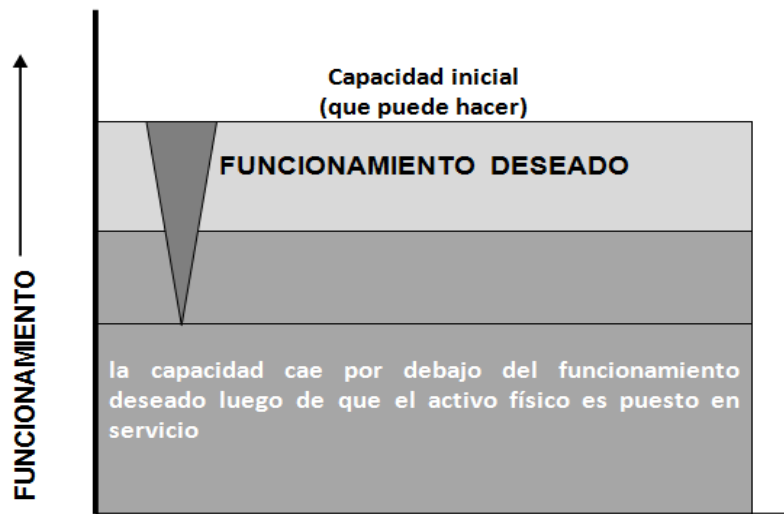 Capacidad inicial
(que puede hacer)
FUNCIONAMIENTO DESEADO
FUNCIONAMIENTO
la capacidad cae por debajo del funcionamiento
deseado luego de que el activo físico es puesto en
servicio